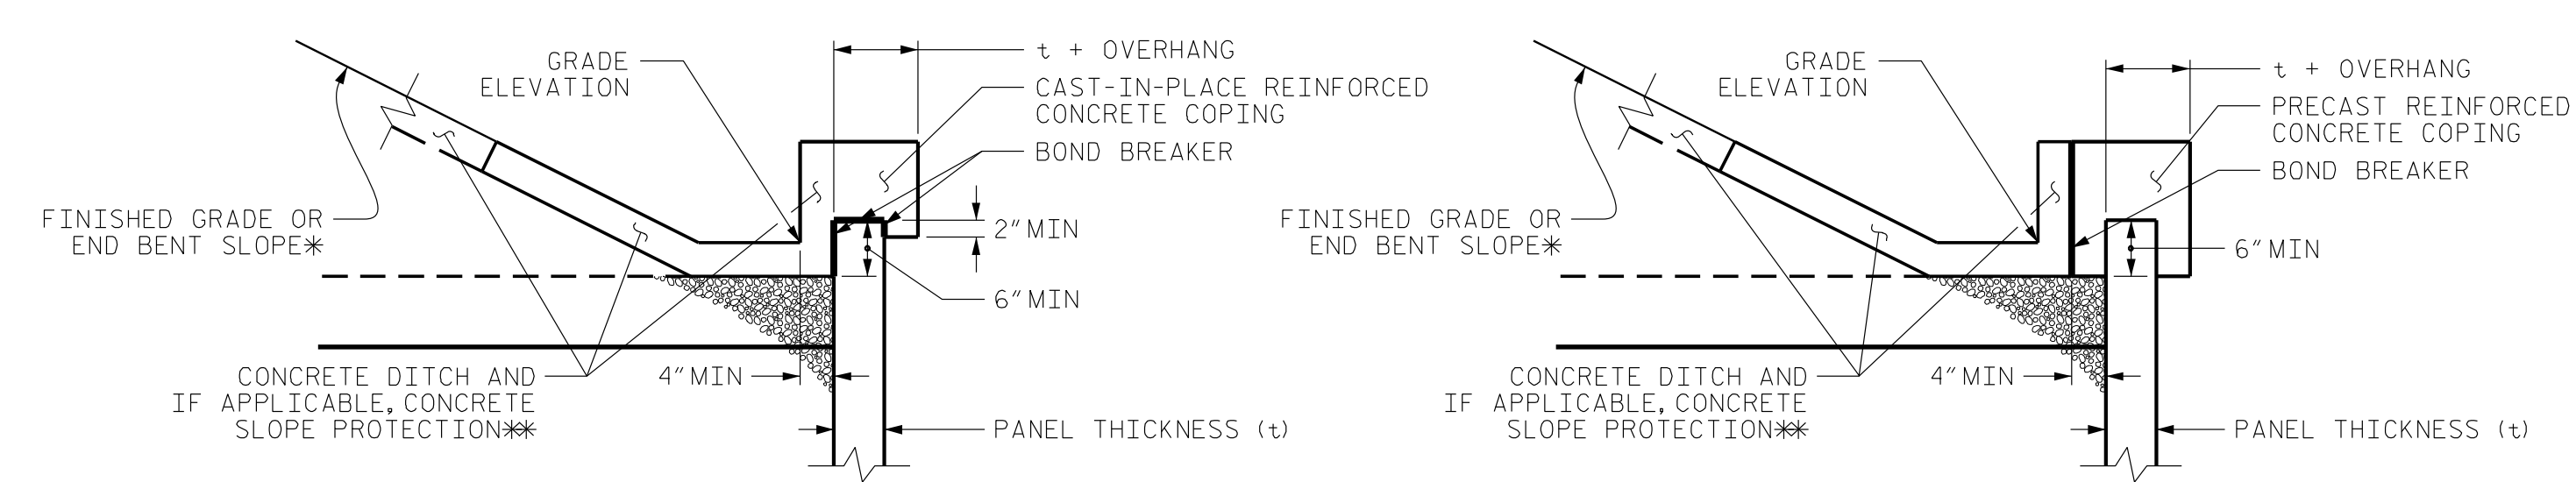 GRADE
ELEVATION
t + OVERHANG
CAST-IN-PLACE REINFORCED
CONCRETE COPING
BOND BREAKER
FINISHED GRADE OR
END BENT SLOPE*
2" MIN
6" MIN
CONCRETE DITCH AND
IF APPLICABLE, CONCRETE
SLOPE PROTECTION**
4" MIN
PANEL THICKNESS (t)
GRADE
ELEVATION
t + OVERHANG
PRECAST REINFORCED
CONCRETE COPING
BOND BREAKER
FINISHED GRADE OR
END BENT SLOPE*
6" MIN
CONCRETE DITCH AND
IF APPLICABLE, CONCRETE
SLOPE PROTECTION**
4" MIN
PANEL THICKNESS (t)